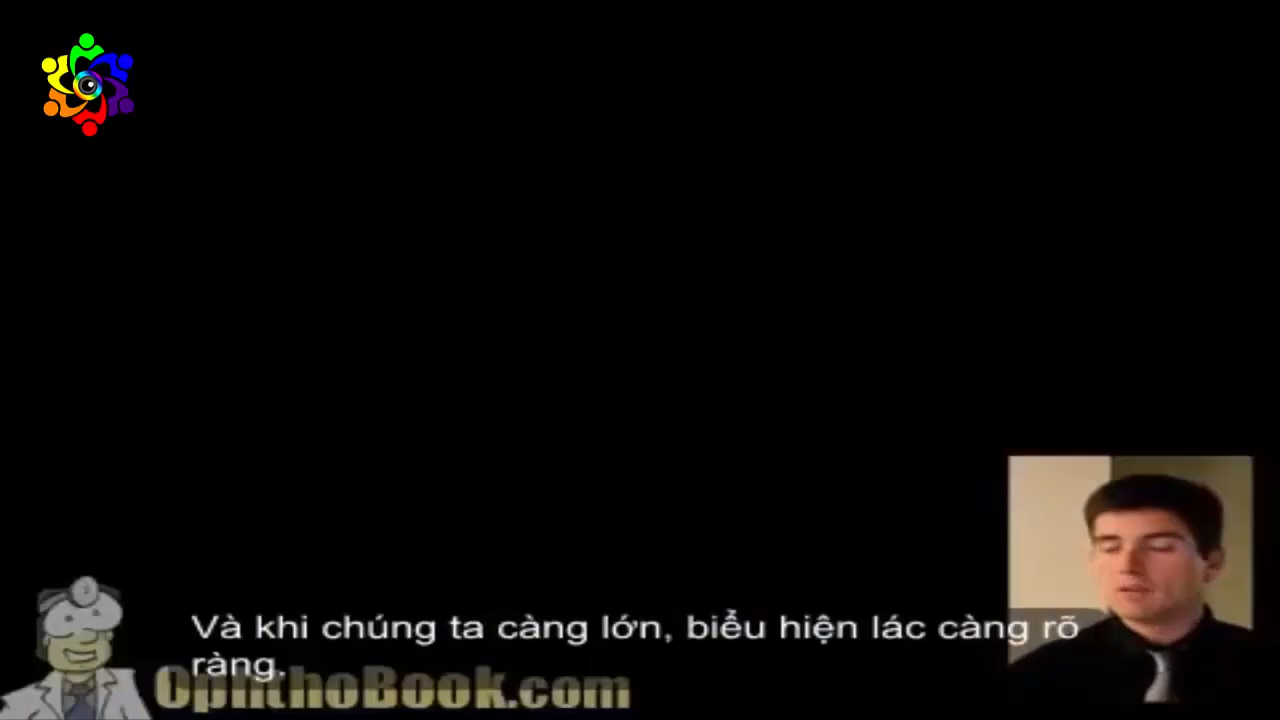 Và khi chúng ta càng lớn, biểu hiện lác càng rõ
ràng.
OphthoBook.com